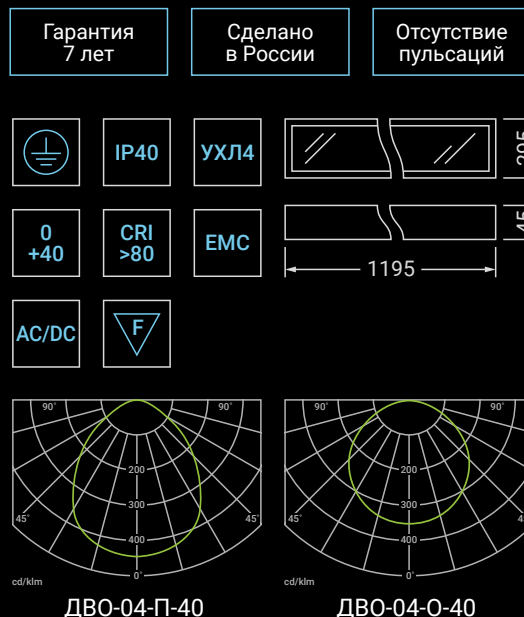 Гарантия
7 лет
Сделано
в России
Отсутствие
пульсаций
IP40
УХЛ4
0
+40
CRI
>80
EMC
AC/DC
F
1195
90°
90°
200
300
400
45°
45°
0°
cd/klm
ДВО-04-П-40
90°
90°
200
300
400
45°
0°
cd/klm
ДВО-04-О-40